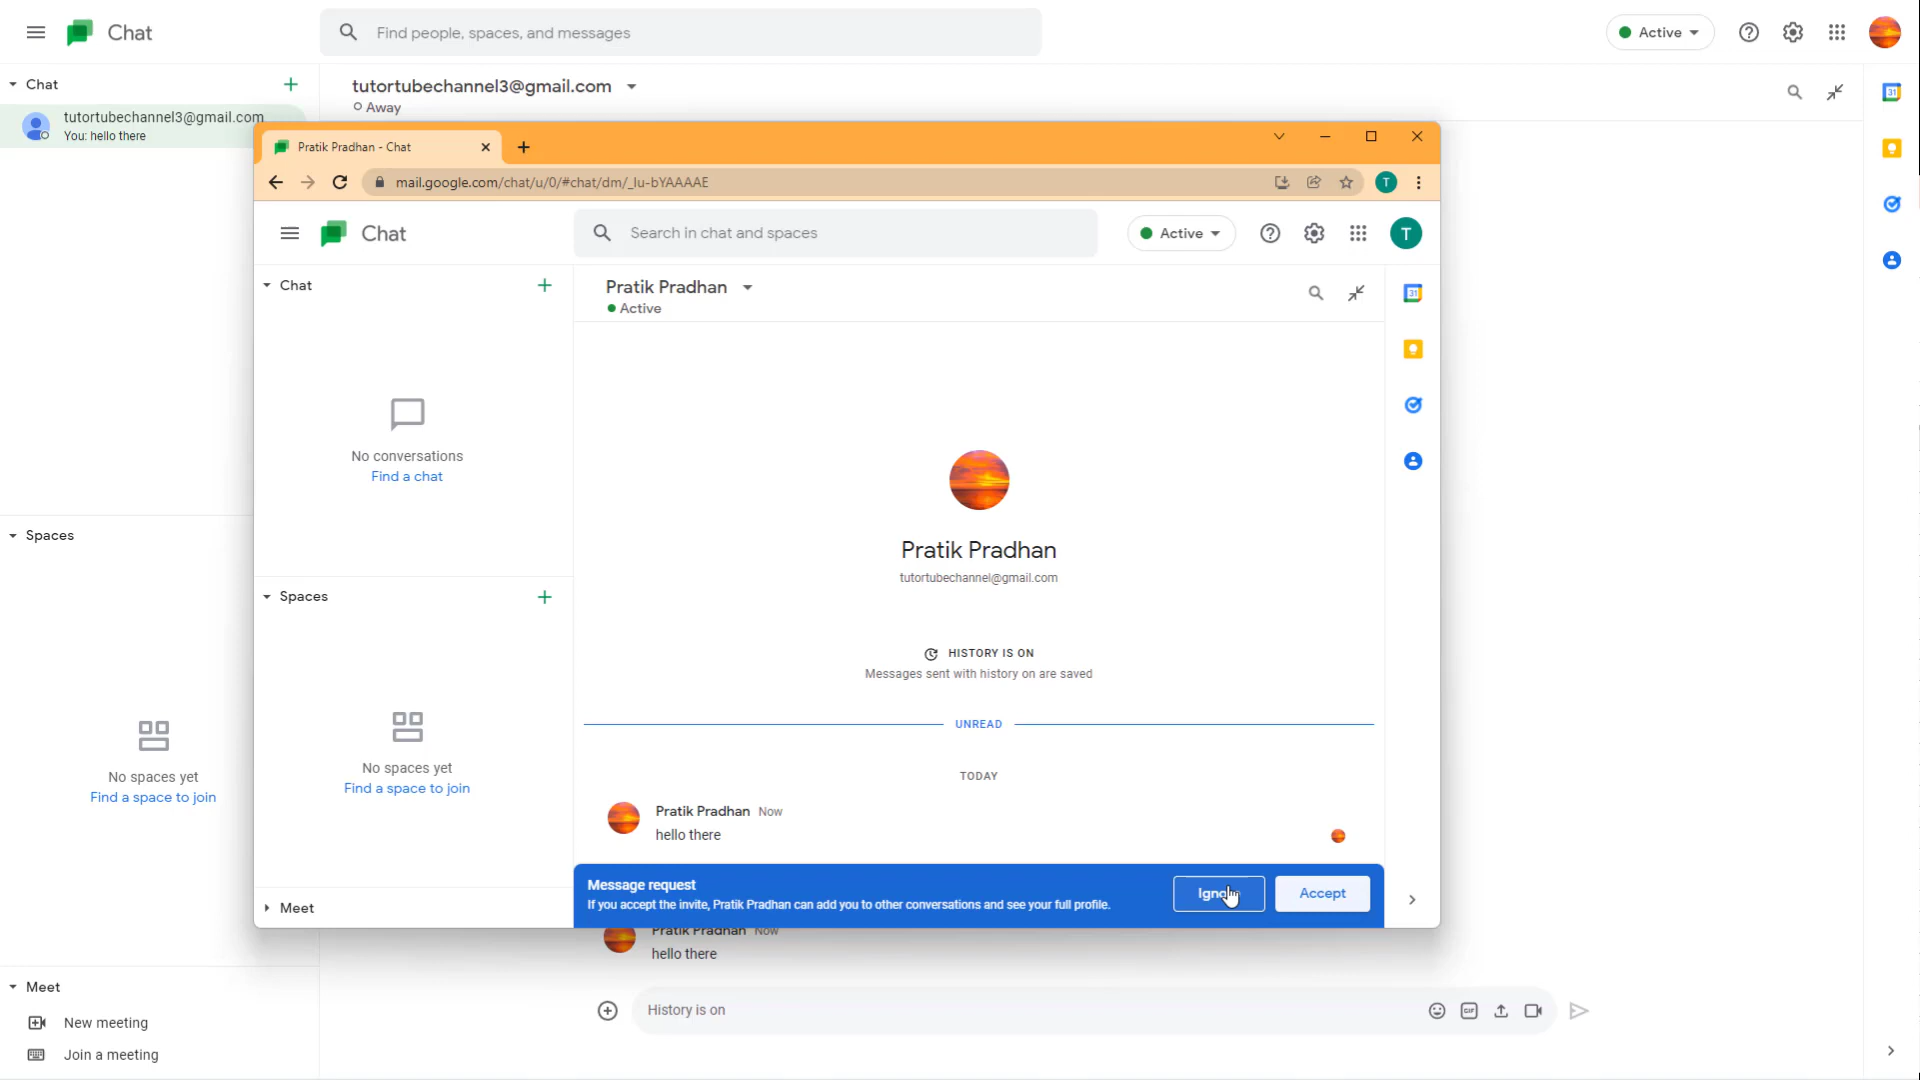 Chat
Find people, spaces, and messages
Active
Chat
tutortubechannel3@gmail.com
You: hello there
Spaces
No spaces yet
Find a space to join
Meet
New meeting
Join a meeting
tutortubechannel3@gmail.com
Away
31
Pratik Pradhan - Chat
mail.google.com/chat/u/0/#chat/dm/_lu-bYAAAAE
T
Chat
Search in chat and spaces
Active
T
Chat
No conversations
Find a chat
Spaces
No spaces yet
Find a space to join
Meet
Pratik Pradhan
Active
31
Pratik Pradhan
tutortubechannel@gmail.com
HISTORY IS ON
Messages sent with history on are saved
UNREAD
TODAY
Pratik Pradhan Now
hello there
Message request
If you accept the invite, Pratik Pradhan can add you to other conversations and see your full profile.
Accept
Pratik Pradhan Now
hello there
History is on
GIF